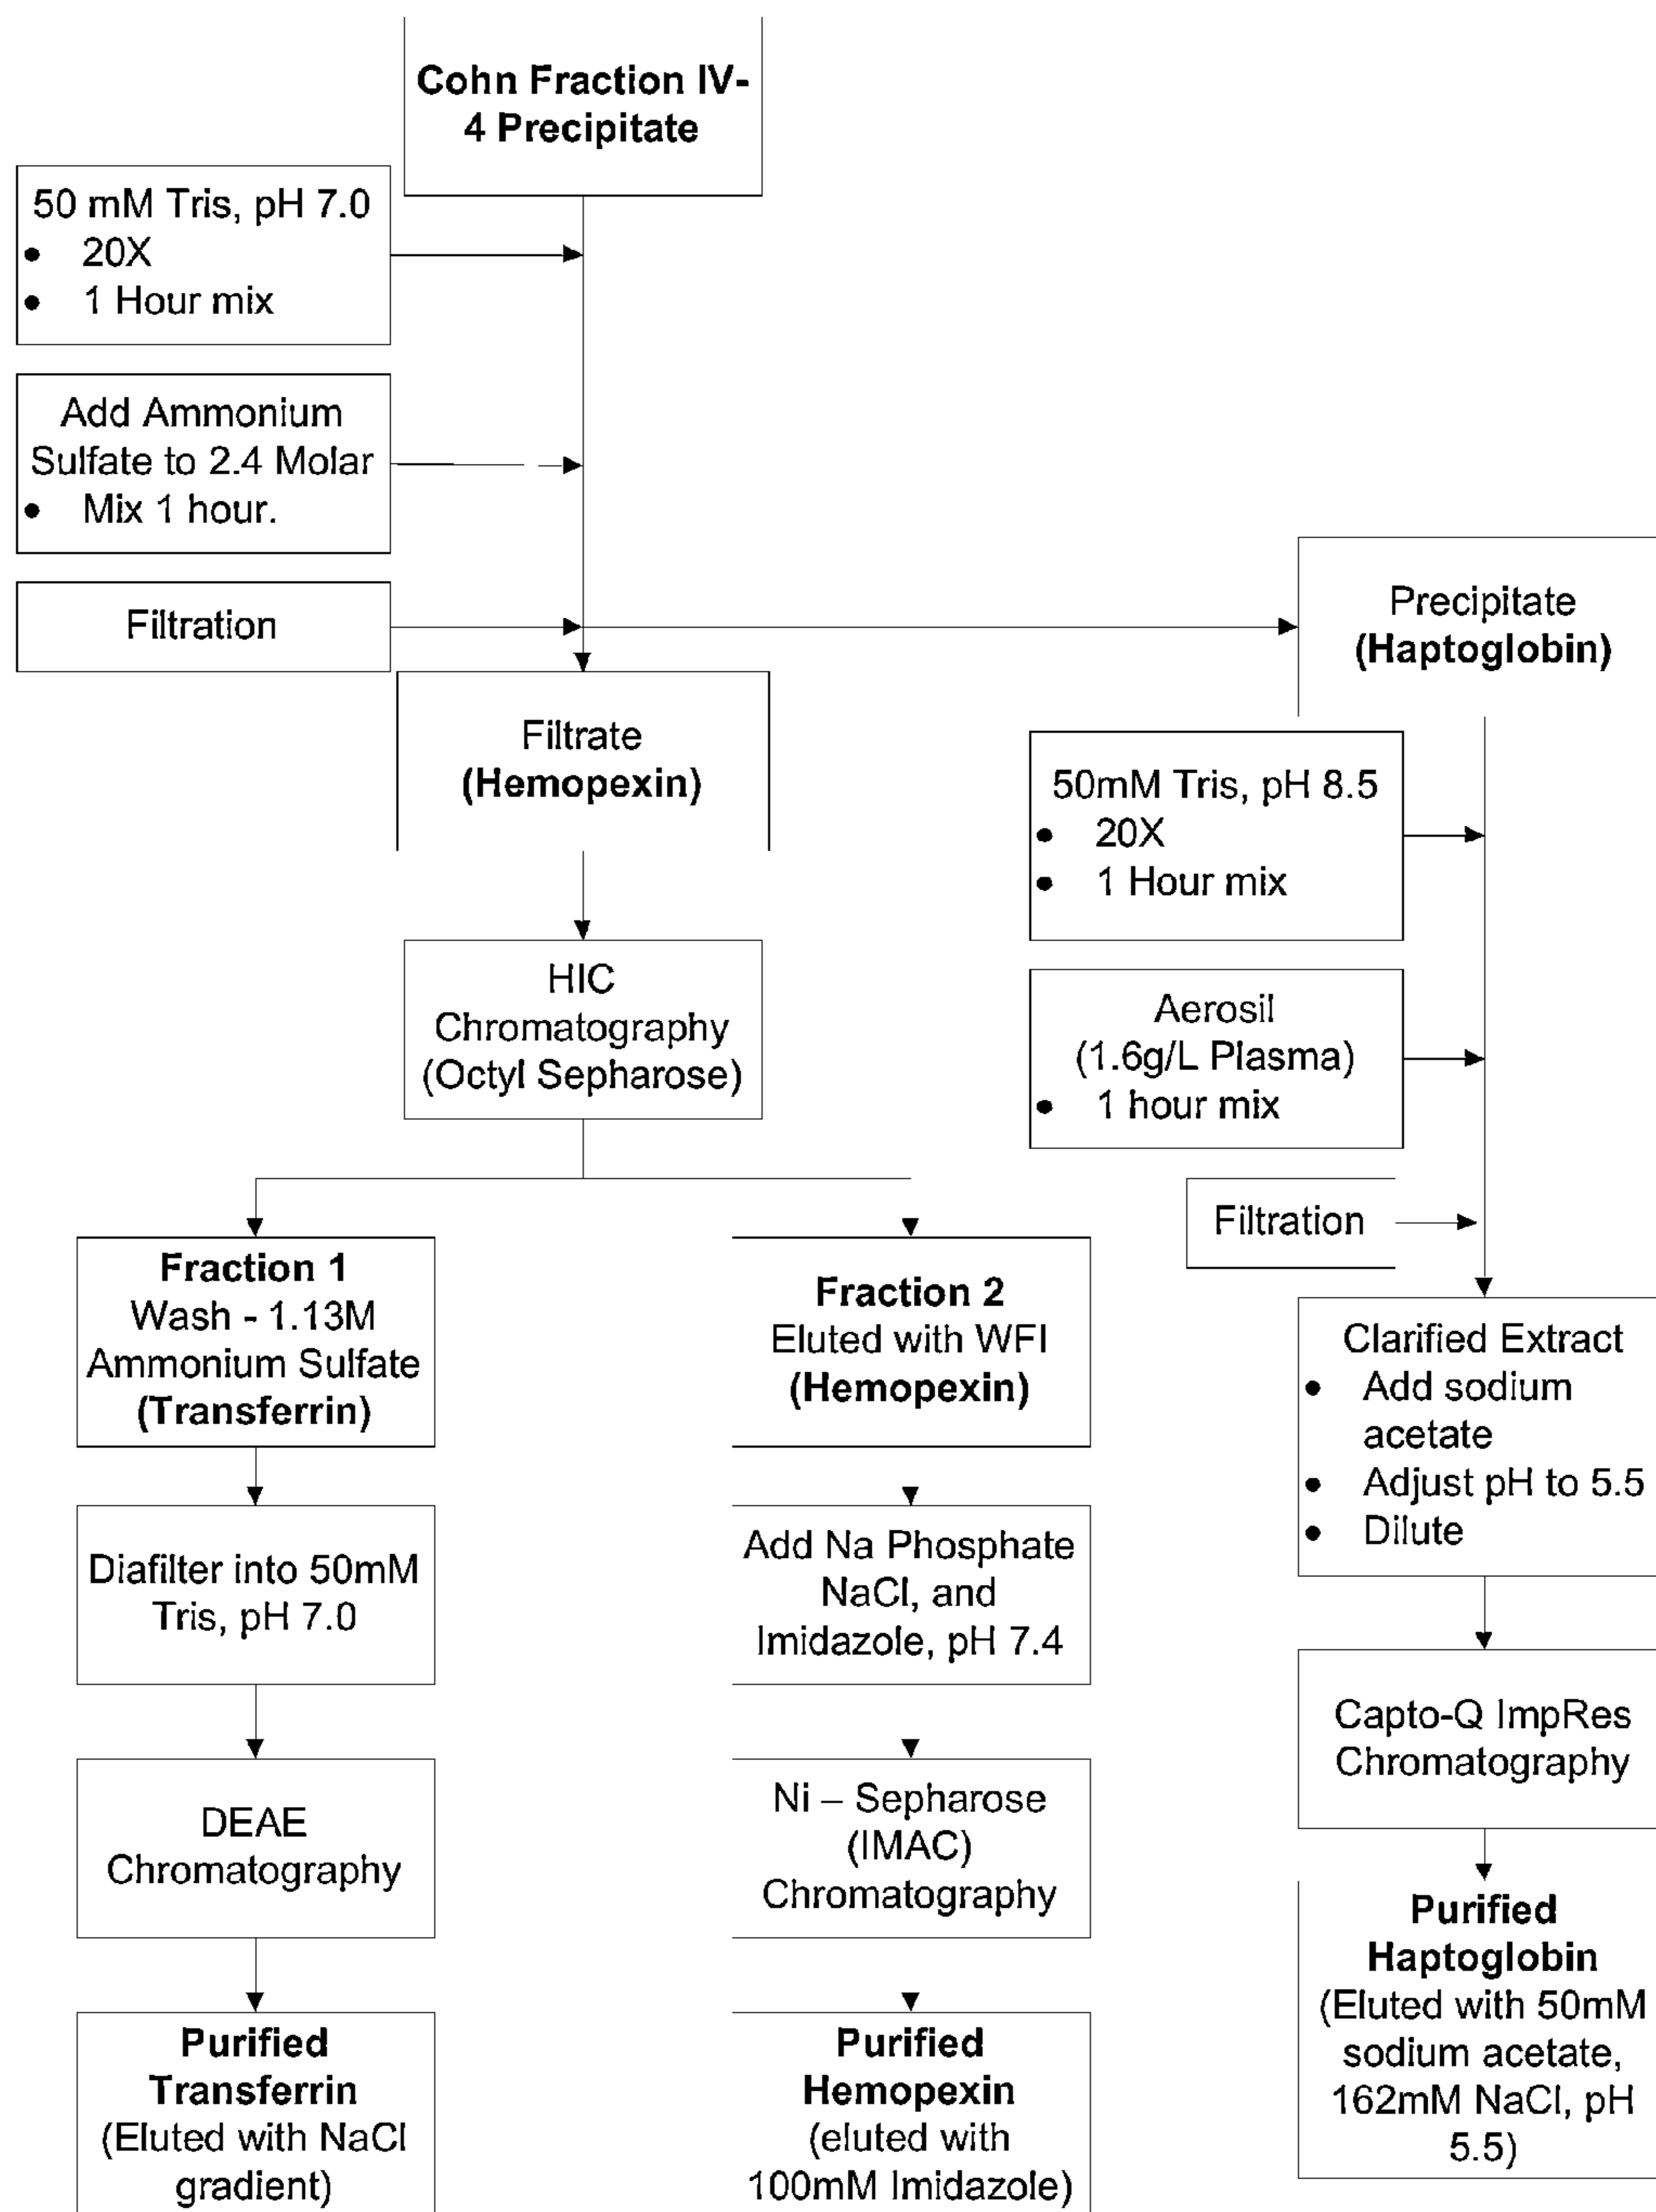 Cohn Fraction IV-
4 Precipitate
50 mM Tris, pH 7.0
• 20X
• 1 Hour mix
Add Ammonium
Sulfate to 2.4 Molar
• Mix 1 hour.
Filtration
Precipitate
(Haptoglobin)
Filtrate
(Hemopexin)
50mM Tris, pH 8.5
• 20X
• 1 Hour mix
HIC
Chromatography
(Octyl Sepharose)
Aerosil
(1.6g/L Plasma)
• 1 hour mix
Filtration
Fraction 1
Wash - 1.13M
Ammonium Sulfate
(Transferrin)
Fraction 2
Eluted with WFI
(Hemopexin)
Clarified Extract
• Add sodium
acetate
• Adjust pH to 5.5
• Dilute
Diafilter into 50mM
Tris, pH 7.0
Add Na Phosphate
NaCl, and
Imidazole, pH 7.4
Capto-Q ImpRes
Chromatography
DEAE
Chromatography
Ni – Sepharose
(IMAC)
Chromatography
Purified
Haptoglobin
(Eluted with 50mM
sodium acetate,
162mM NaCl, pH
5.5)
Purified
Transferrin
(Eluted with NaCl
gradient)
Purified
Hemopexin
(eluted with
100mM Imidazole)